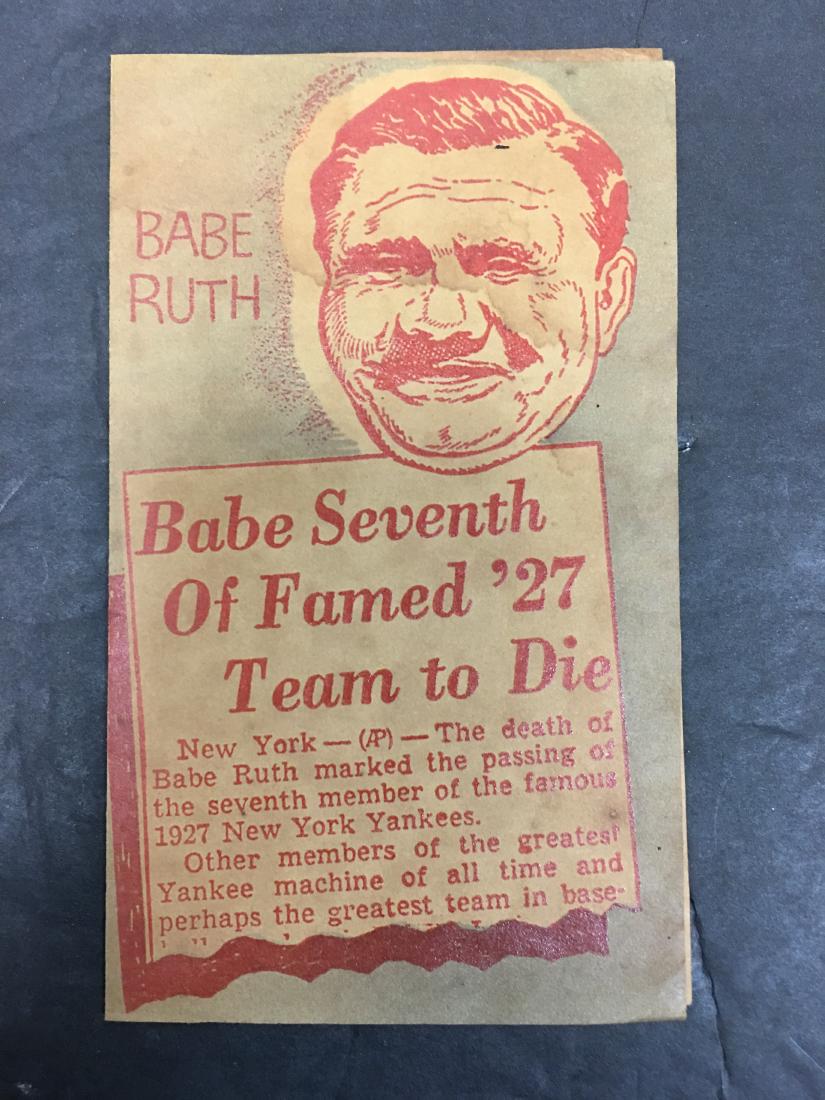 BABE
RUTH
Babe Seventh
Of Famed '27
Team to Die
New York — (AP) — The death of
Babe Ruth marked the passing of
the seventh member of the famous
1927 New York Yankees.
Other members of the greatest
Yankee machine of all time and
perhaps the greatest team in base-